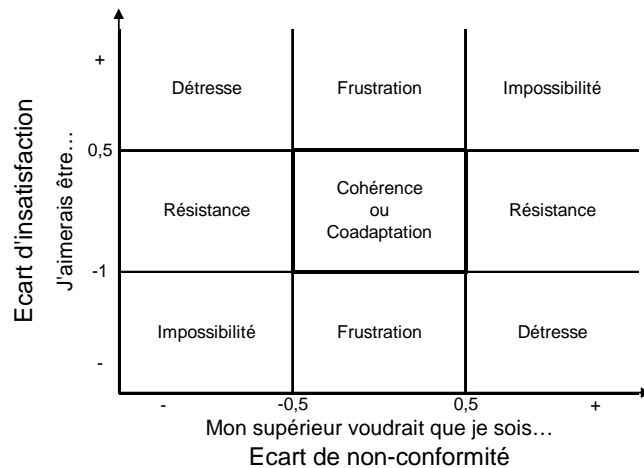 +
Détresse
Frustration
Impossibilité
0,5
Ecart d'insatisfaction
J'aimerais être…
Résistance
Cohérence
ou
Coadaptation
Résistance
-1
Impossibilité
Frustration
Détresse
-
-
-0,5
0,5
+
Mon supérieur voudrait que je sois…
Ecart de non-conformité